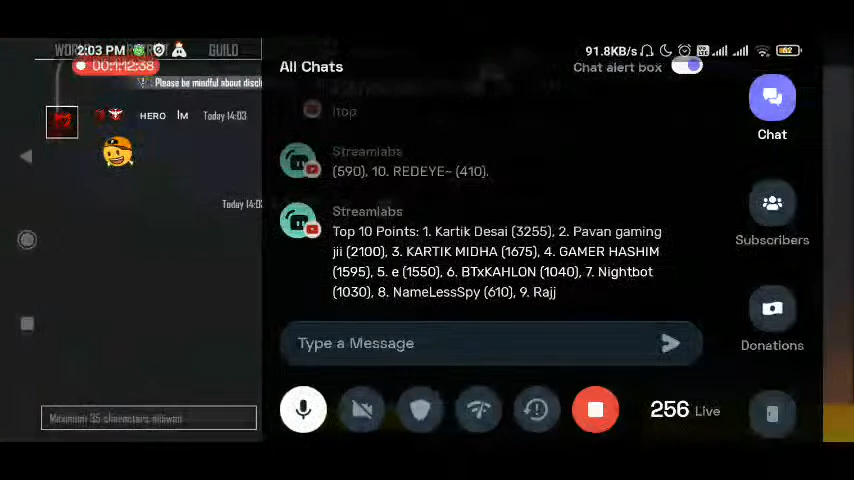 2:03 PM
GUILD
91.8KB/s
62
00:1:12:38
All Chats
Chat alert box
Please be mindful about discl
HERO lM
Today 14:03
!top
Chat
Streamlabs
(590), 10. REDEYE~ (410).
Today 14:03
Streamlabs
Top 10 Points: 1. Kartik Desai (3255), 2. Pavan gaming
jii (2100), 3. KARTIK MIDHA (1675), 4. GAMER HASHIM
(1595), 5. e (1550), 6. BTxKAHLON (1040), 7. Nightbot
(1030), 8. NameLessSpy (610), 9. Rajj
Subscribers
Type a Message
Donations
Maximum 35 characters allowed
256 Live